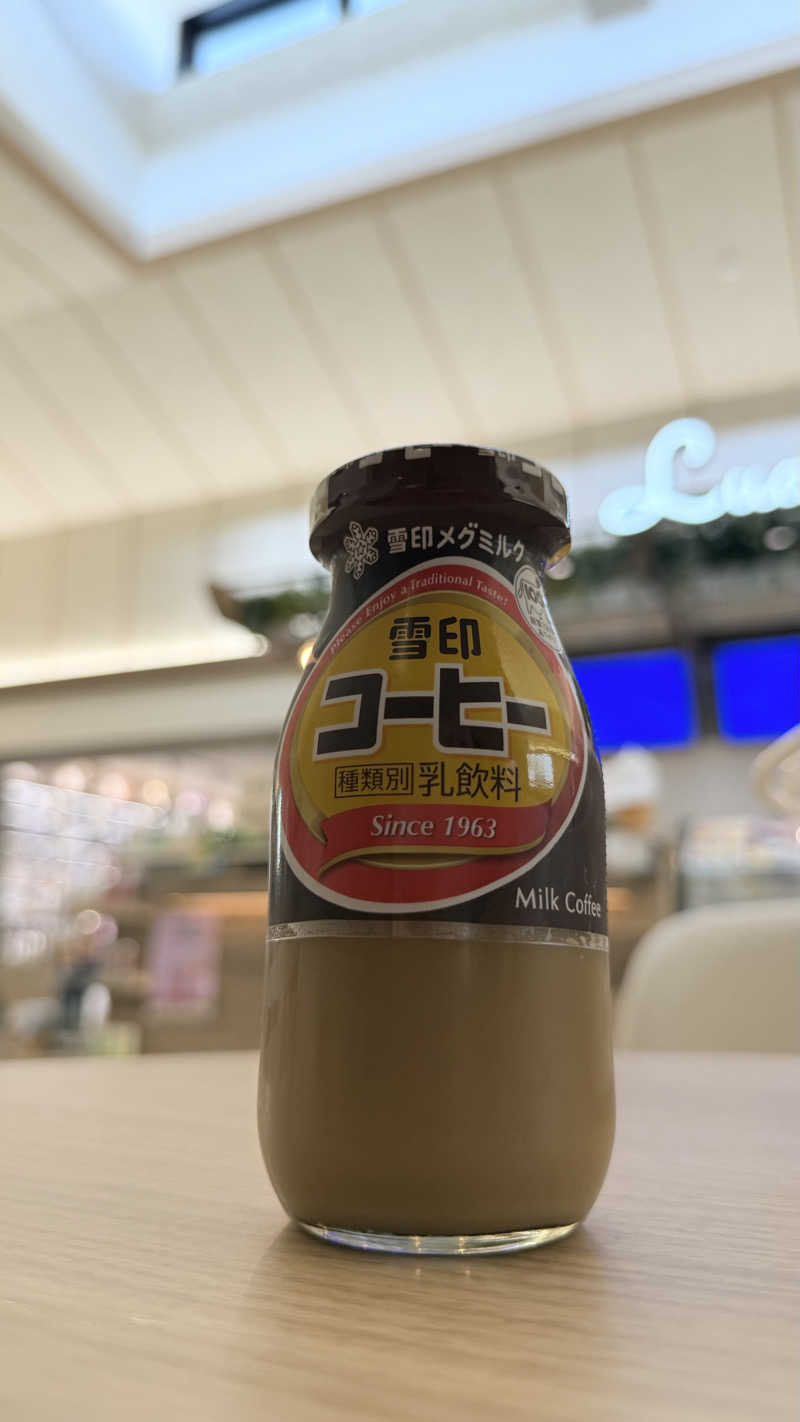 雪印メグミルク
Please Enjoy a Traditional Taste!
雪印
コーヒー
種類別 乳飲料
Since 1963
Milk Coffee